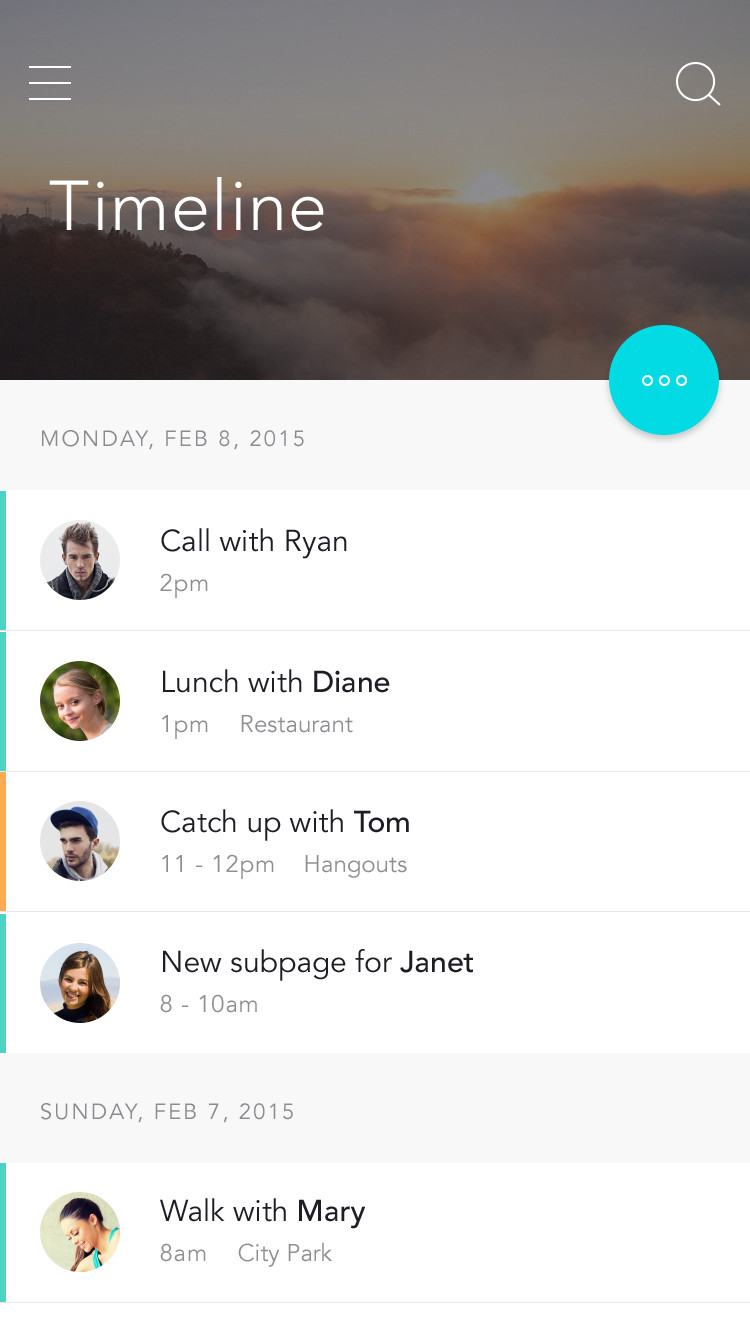 Timeline
MONDAY, FEB 8, 2015
Call with Ryan
2pm
Lunch with Diane
1pm Restaurant
Catch up with Tom
11 - 12pm Hangouts
New subpage for Janet
8 - 10am
SUNDAY, FEB 7, 2015
Walk with Mary
8am City Park